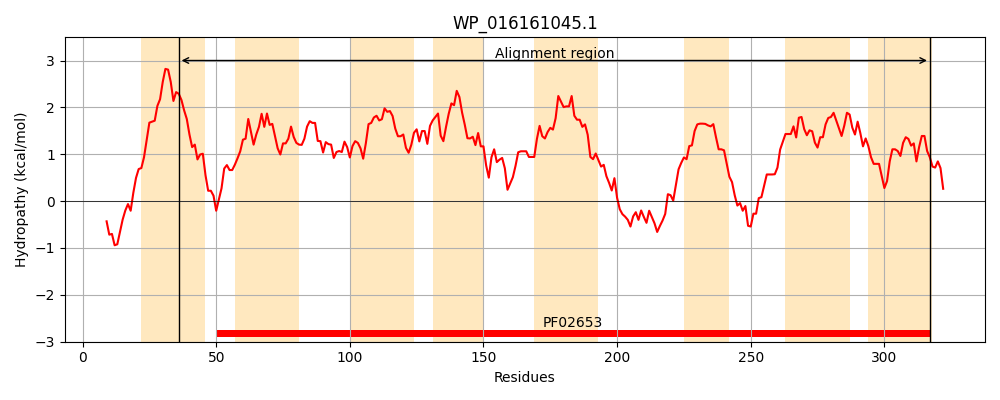 WP_016161045.1
Alignment region
Hydropathy (kcal/mol)
3
2
1
0
−1
−2
−3
PF02653
0
50
100
150
200
250
300
Residues